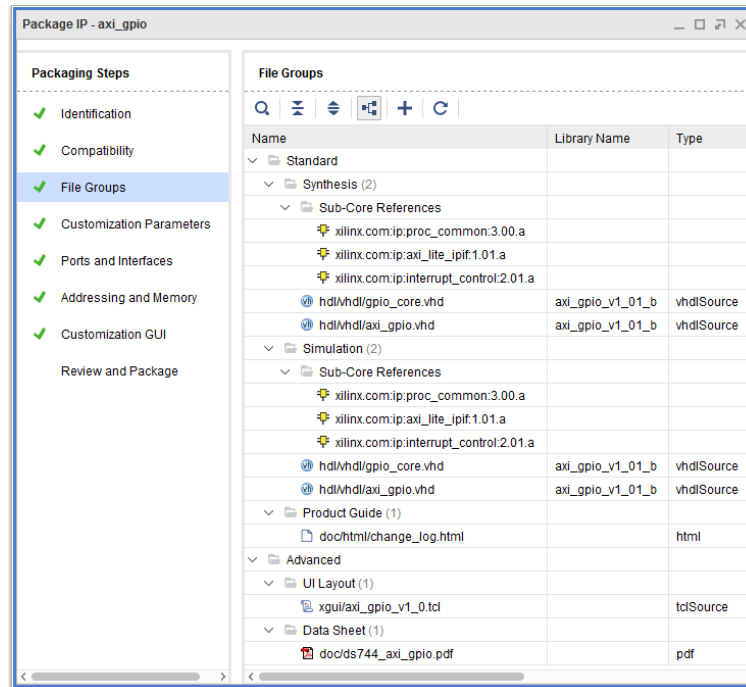 Package IP - axi_gpio
Packaging Steps
Identification
Compatibility
File Groups
Customization Parameters
Ports and Interfaces
Addressing and Memory
Customization GUI
Review and Package
File Groups
Name Library Name Type
Standard
Synthesis (2)
Sub-Core References
xilinx.com:ip:proc_common:3.00.a
xilinx.com:ip:axi_lite_ipif:1.01.a
xilinx.com:ip:interrupt_control:2.01.a
hdl/vhdl/gpio_core.vhd axi_gpio_v1_01_b vhdlSource
hdl/vhdl/axi_gpio.vhd axi_gpio_v1_01_b vhdlSource
Simulation (2)
Sub-Core References
xilinx.com:ip:proc_common:3.00.a
xilinx.com:ip:axi_lite_ipif:1.01.a
xilinx.com:ip:interrupt_control:2.01.a
hdl/vhdl/gpio_core.vhd axi_gpio_v1_01_b vhdlSource
hdl/vhdl/axi_gpio.vhd axi_gpio_v1_01_b vhdlSource
Product Guide (1)
doc/html/change_log.html html
Advanced
UI Layout (1)
xgui/axi_gpio_v1_0.tcl tclSource
Data Sheet (1)
doc/ds744_axi_gpio.pdf pdf